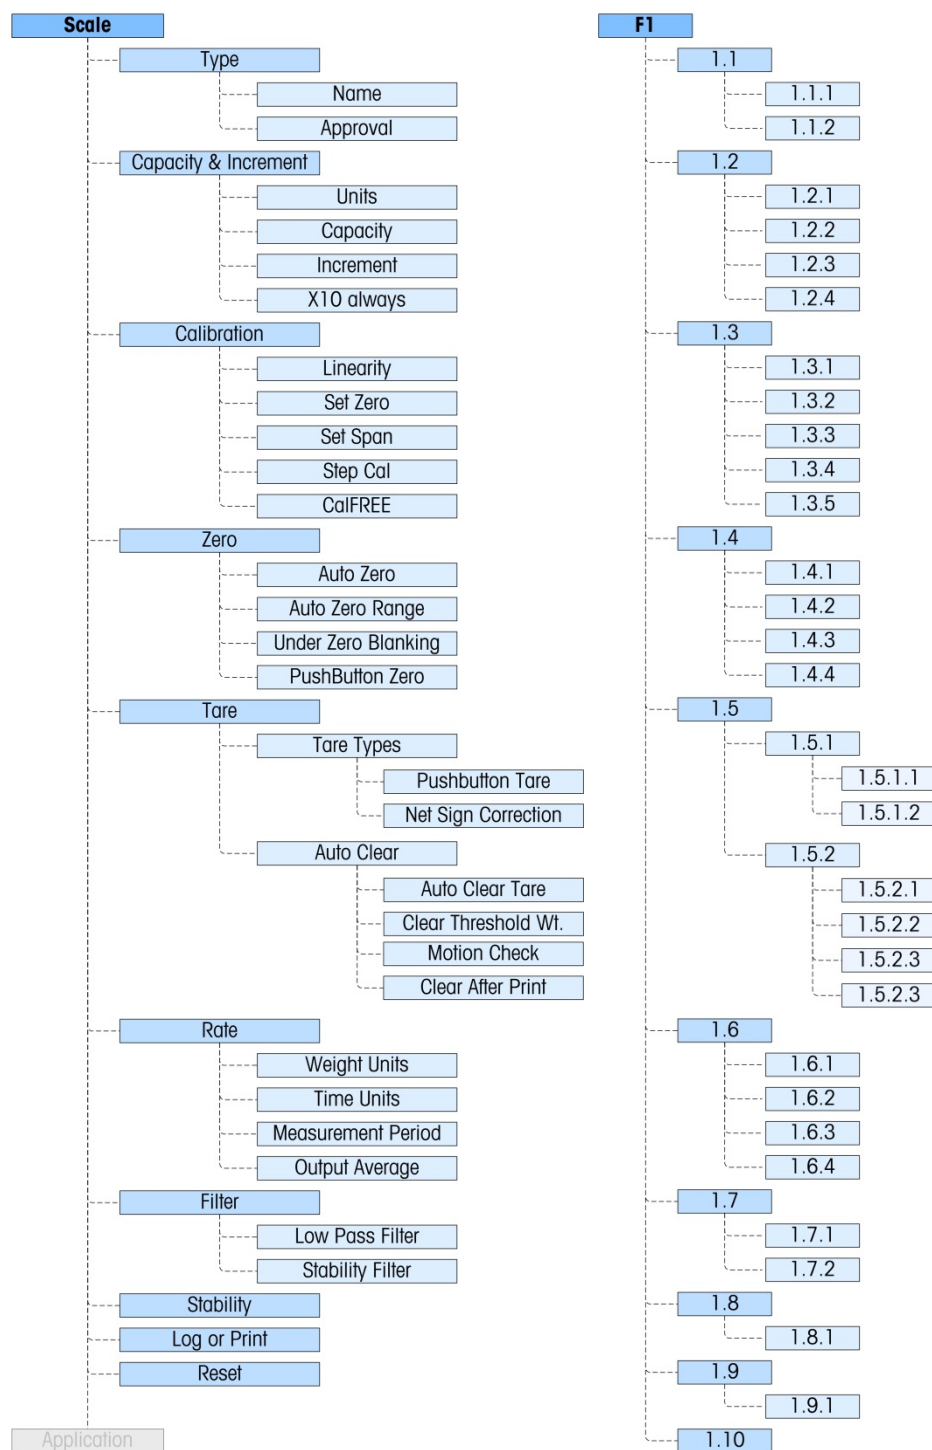 Scale
Type
Name
Approval
Capacity & Increment
Units
Capacity
Increment
X10 always
Calibration
Linearity
Set Zero
Set Span
Step Cal
CalFREE
Zero
Auto Zero
Auto Zero Range
Under Zero Blanking
PushButton Zero
Tare
Tare Types
Pushbutton Tare
Net Sign Correction
Auto Clear
Auto Clear Tare
Clear Threshold Wt.
Motion Check
Clear After Print
Rate
Weight Units
Time Units
Measurement Period
Output Average
Filter
Low Pass Filter
Stability Filter
Stability
Log or Print
Reset
Application
F1
1.1
1.1.1
1.1.2
1.2
1.2.1
1.2.2
1.2.3
1.2.4
1.3
1.3.1
1.3.2
1.3.3
1.3.4
1.3.5
1.4
1.4.1
1.4.2
1.4.3
1.4.4
1.5
1.5.1
1.5.1.1
1.5.1.2
1.5.2
1.5.2.1
1.5.2.2
1.5.2.3
1.5.2.3
1.6
1.6.1
1.6.2
1.6.3
1.6.4
1.7
1.7.1
1.7.2
1.8
1.8.1
1.9
1.9.1
1.10